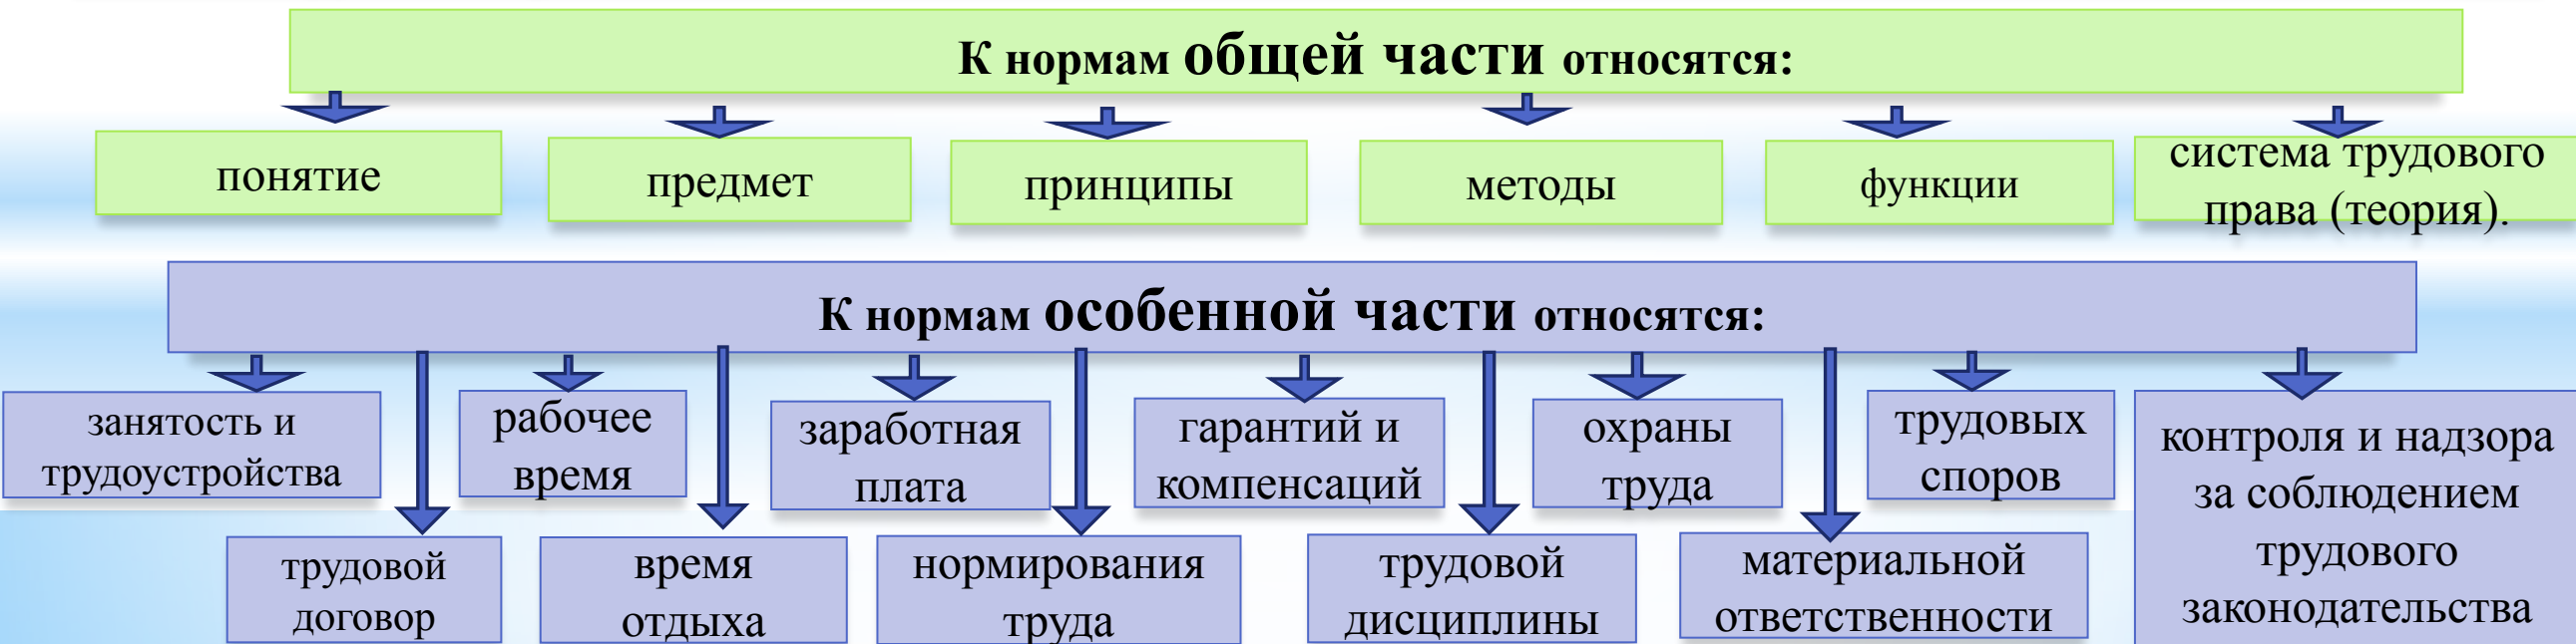 К нормам общей части относятся:
понятие
предмет
принципы
методы
функции
система трудового
права (теория).
К нормам особенной части относятся:
занятость и
трудоустройства
рабочее
время
заработная
плата
гарантий и
компенсаций
охраны
труда
трудовых
споров
контроля и надзора
за соблюдением
трудового
законодательства
трудовой
договор
время
отдыха
нормирования
труда
трудовой
дисциплины
материальной
ответственности